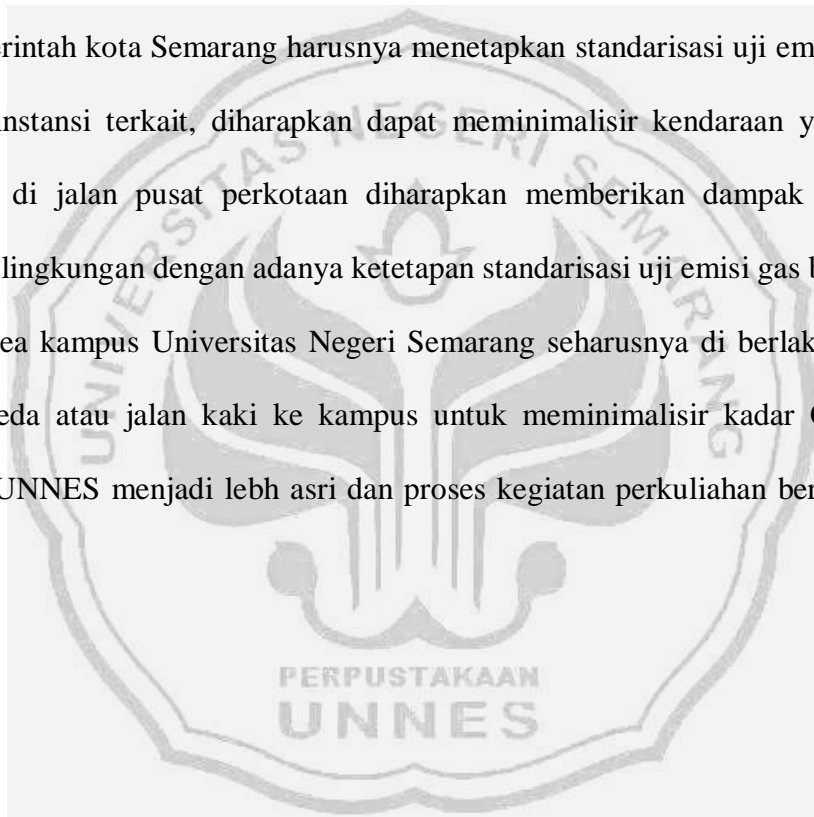 erintah kota Semarang harusnya menetapkan standarisasi uji em
instansi terkait, diharapkan dapat meminimalisir kendaraan y
di jalan pusat perkotaan diharapkan memberikan dampak
lingkungan dengan adanya ketetapan standarisasi uji emisi gas b
ea kampus Universitas Negeri Semarang seharusnya di berlak
eda atau jalan kaki ke kampus untuk meminimalisir kadar
UNNES menjadi lebh asri dan proses kegiatan perkuliahan ber
UNIVERSITAS NEGERI SEMARANG
PERPUSTAKAAN
UNNES